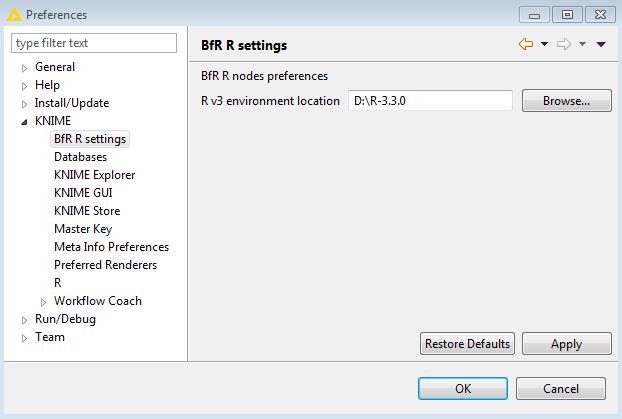 Preferences
type filter text
General
Help
Install/Update
KNIME
BfR R settings
Databases
KNIME Explorer
KNIME GUI
KNIME Store
Master Key
Meta Info Preferences
Preferred Renderers
R
Workflow Coach
Run/Debug
Team
BfR R settings
BfR R nodes preferences
R v3 environment location D:\R-3.3.0 Browse...
Restore Defaults Apply
OK Cancel